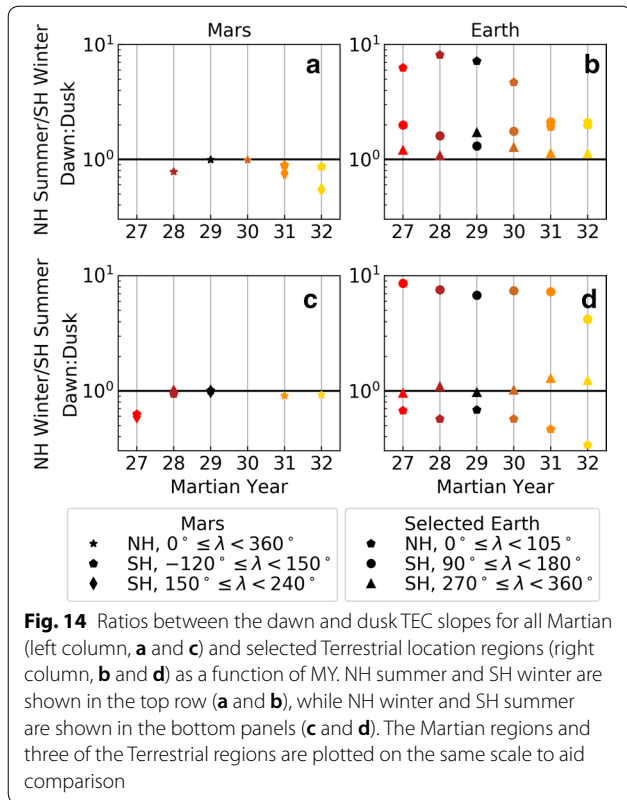 Mars
Earth
NH Summer/SH Winter
Dawn:Dusk
10¹
10⁰
a
27 28 29 30 31 32
10¹
10⁰
b
27 28 29 30 31 32
NH Winter/SH Summer
Dawn:Dusk
10¹
10⁰
c
27 28 29 30 31 32
Martian Year
10¹
10⁰
d
27 28 29 30 31 32
Martian Year
Mars
NH, 0° ≤ λ < 360°
SH, −120° ≤ λ < 150°
SH, 150° ≤ λ < 240°
Selected Earth
NH, 0° ≤ λ < 105°
SH, 90° ≤ λ < 180°
SH, 270° ≤ λ < 360°
Fig. 14 Ratios between the dawn and dusk TEC slopes for all Martian
(left column, a and c) and selected Terrestrial location regions (right
column, b and d) as a function of MY. NH summer and SH winter are
shown in the top row (a and b), while NH winter and SH summer
are shown in the bottom panels (c and d). The Martian regions and
three of the Terrestrial regions are plotted on the same scale to aid
comparison